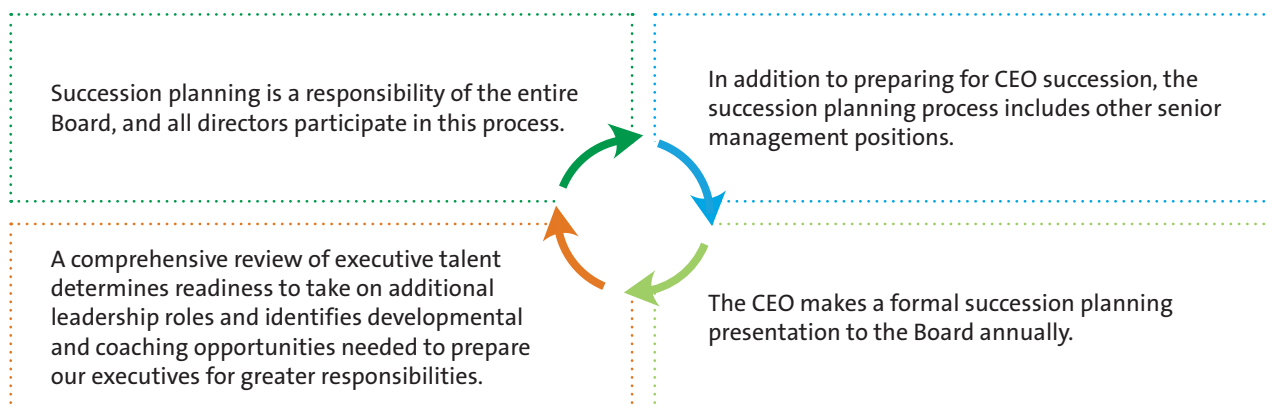 Succession planning is a responsibility of the entire
Board, and all directors participate in this process.
In addition to preparing for CEO succession, the
succession planning process includes other senior
management positions.
A comprehensive review of executive talent
determines readiness to take on additional
leadership roles and identifies developmental
and coaching opportunities needed to prepare
our executives for greater responsibilities.
The CEO makes a formal succession planning
presentation to the Board annually.